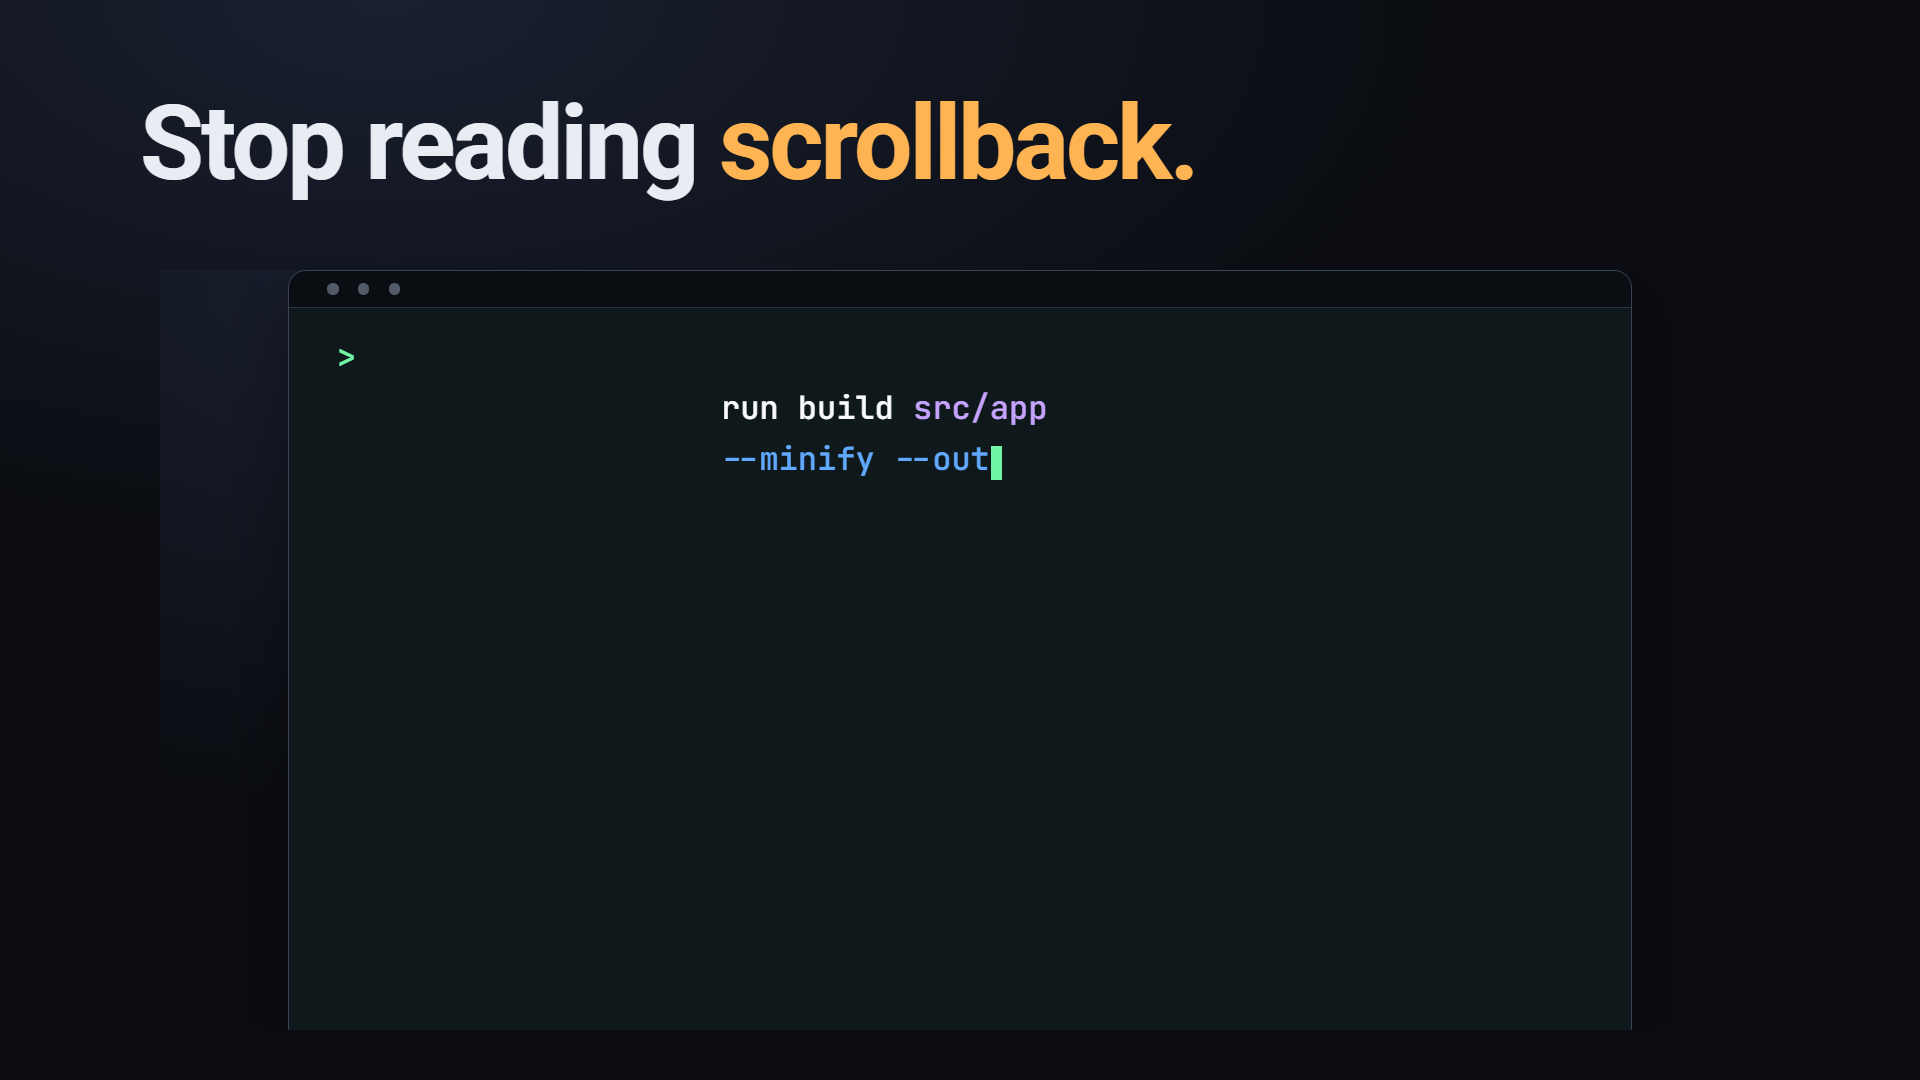 Stop reading scrollback.
>
run build src/app
--minify --out